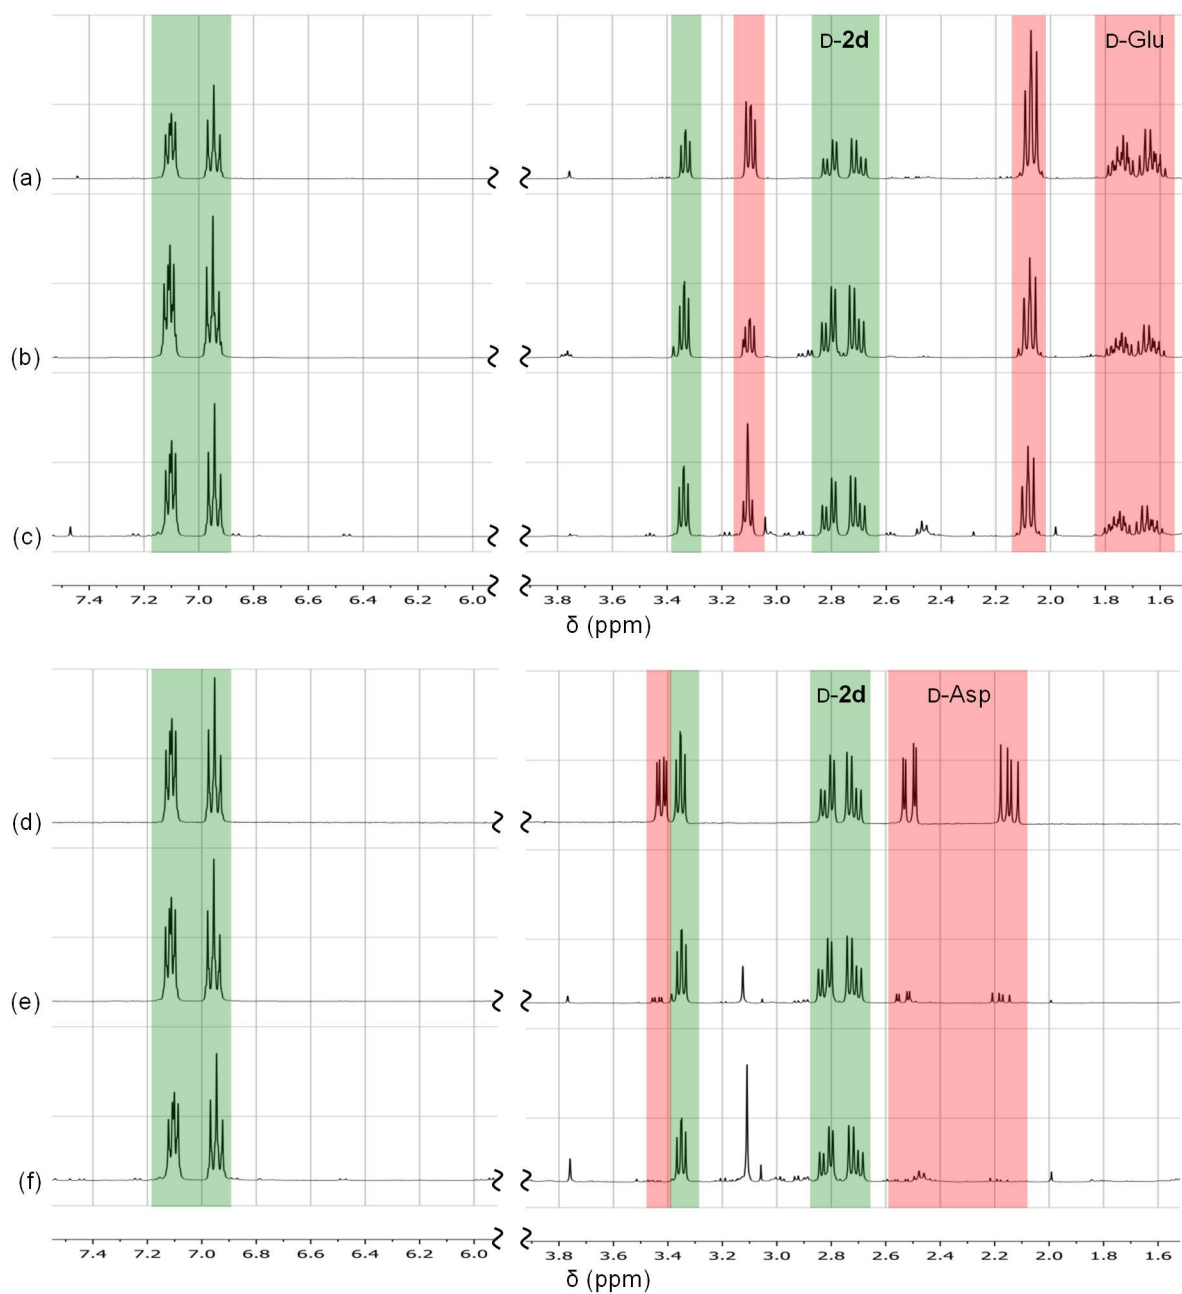 D-2d D-Glu
(a)
(b)
(c)
7.4 7.2 7.0 6.8 6.6 6.4 6.2 6.0 3.8 3.6 3.4 3.2 3.0 2.8 2.6 2.4 2.2 2.0 1.8 1.6
δ (ppm)
D-2d D-Asp
(d)
(e)
(f)
7.4 7.2 7.0 6.8 6.6 6.4 6.2 6.0 3.8 3.6 3.4 3.2 3.0 2.8 2.6 2.4 2.2 2.0 1.8 1.6
δ (ppm)